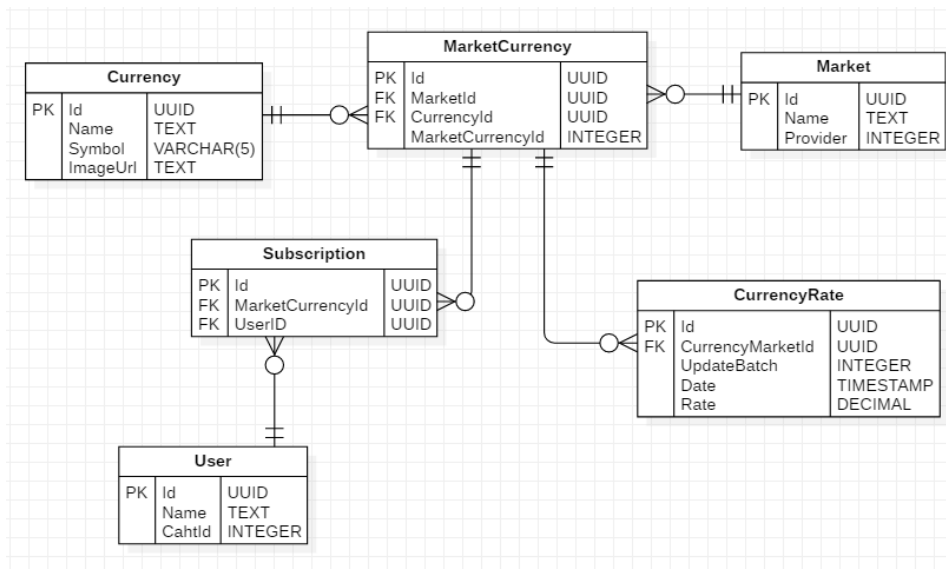 MarketCurrency
PK Id UUID
FK MarketId UUID
FK CurrencyId UUID
MarketCurrencyId INTEGER
Currency
PK Id UUID
Name TEXT
Symbol VARCHAR(5)
ImageUrl TEXT
Market
PK Id UUID
Name TEXT
Provider INTEGER
Subscription
PK Id UUID
FK MarketCurrencyId UUID
FK UserID UUID
CurrencyRate
PK Id UUID
FK CurrencyMarketId UUID
UpdateBatch INTEGER
Date TIMESTAMP
Rate DECIMAL
User
PK Id UUID
Name TEXT
CahtId INTEGER